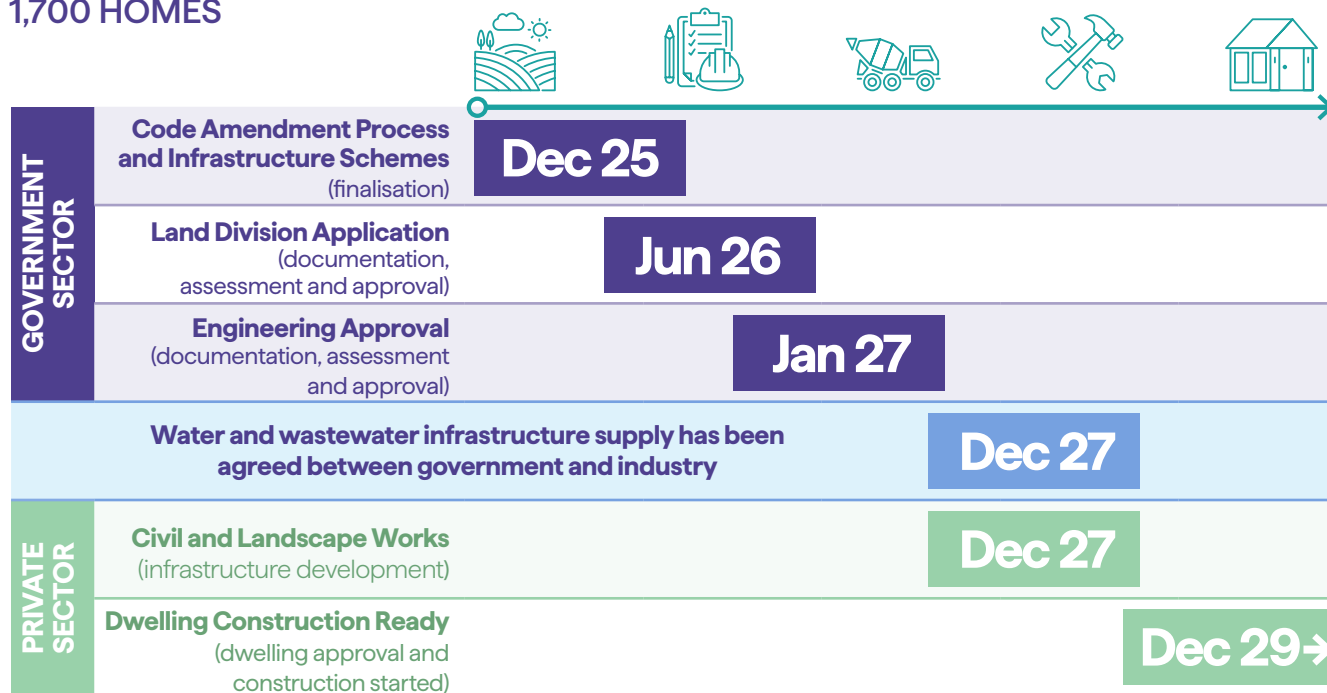 1,700 HOMES
GOVERNMENT
SECTOR
Code Amendment Process
and Infrastructure Schemes
(finalisation)
Dec 25
Land Division Application
(documentation,
assessment and approval)
Jun 26
Engineering Approval
(documentation, assessment
and approval)
Jan 27
Water and wastewater infrastructure supply has been
agreed between government and industry
Dec 27
PRIVATE
SECTOR
Civil and Landscape Works
(infrastructure development)
Dec 27
Dwelling Construction Ready
(dwelling approval and
construction started)
Dec 29→